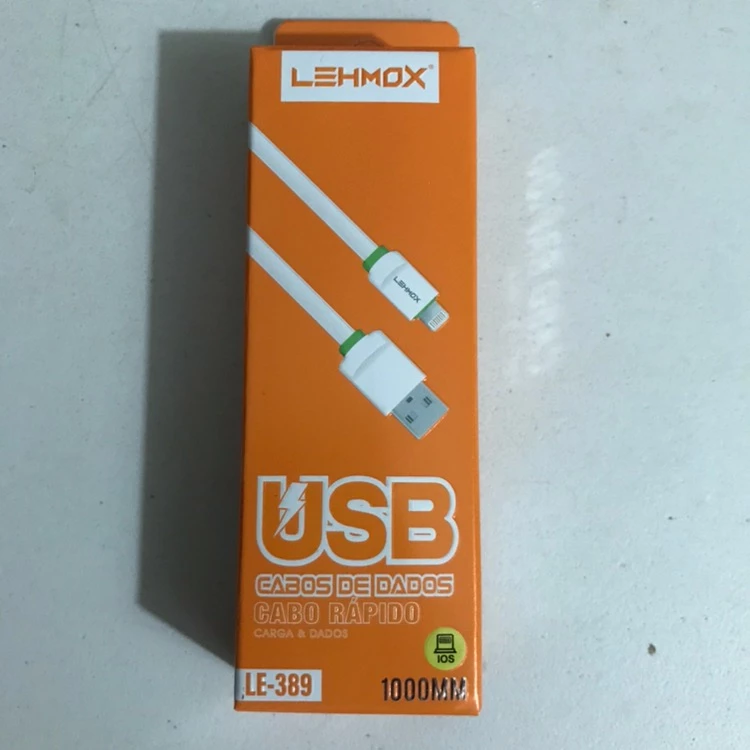 LEHMOX®
LEHMOX
USB
CABOS DE DADOS
CABO RÁPIDO
CARGA & DADOS
iOS
LE-389
1000MM